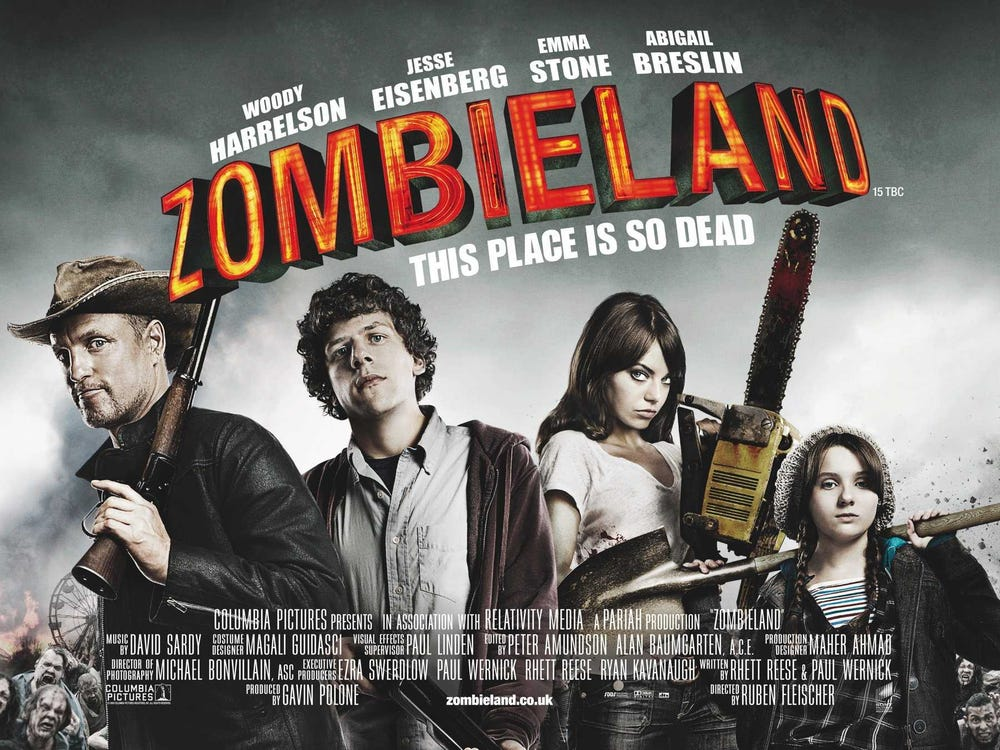 WOODY HARRELSON
JESSE EISENBERG
EMMA STONE
ABIGAIL BRESLIN
ZOMBIELAND
15 TBC
THIS PLACE IS SO DEAD
COLUMBIA PICTURES PRESENTS IN ASSOCIATION WITH RELATIVITY MEDIA A PARIAH PRODUCTION "ZOMBIELAND"
MUSIC BY DAVID SARDY COSTUME DESIGNER MAGALI GUIDASCI VISUAL EFFECTS SUPERVISOR PAUL LINDEN EDITED BY PETER AMUNDSON ALAN BAUMGARTEN, A.C.E. PRODUCTION DESIGNER MAHER AHMAD
DIRECTOR OF PHOTOGRAPHY MICHAEL BONVILLAIN, ASC EXECUTIVE PRODUCERS EZRA SWERDLOW PAUL WERNICK RHETT REESE RYAN KAVANAUGH WRITTEN BY RHETT REESE & PAUL WERNICK
COLUMBIA PICTURES
PRODUCED BY GAVIN POLONE
zombieland.co.uk
DIRECTED BY RUBEN FLEISCHER